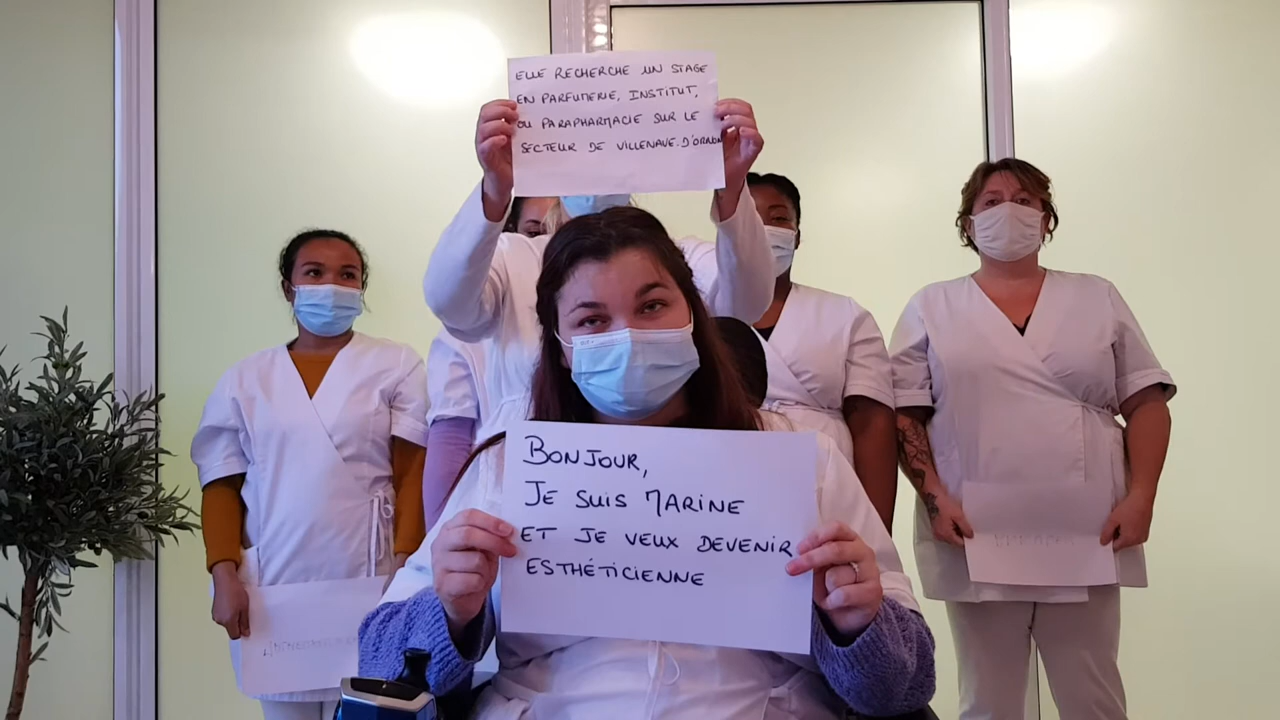 ELLE RECHERCHE UN STAGE
EN PARFUMERIE, INSTITUT,
OU PARAPHARMACIE SUR LE
SECTEUR DE VILLENAVE-D'ORNON
BONJOUR,
JE SUIS MARINE
ET JE VEUX DEVENIR
ESTHÉTICIENNE